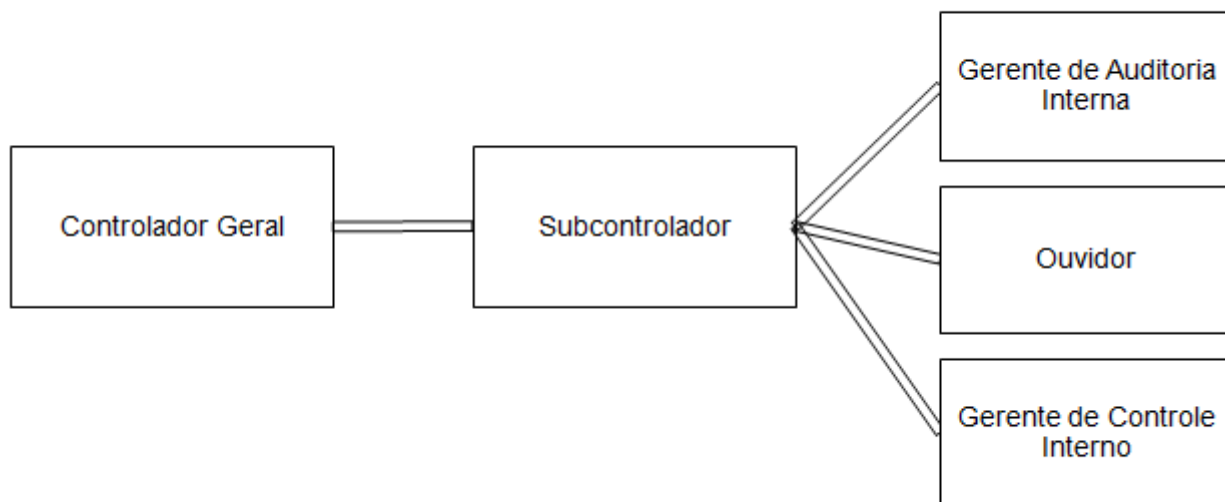 Controlador Geral
Subcontrolador
Gerente de Auditoria
Interna
Ouvidor
Gerente de Controle
Interno